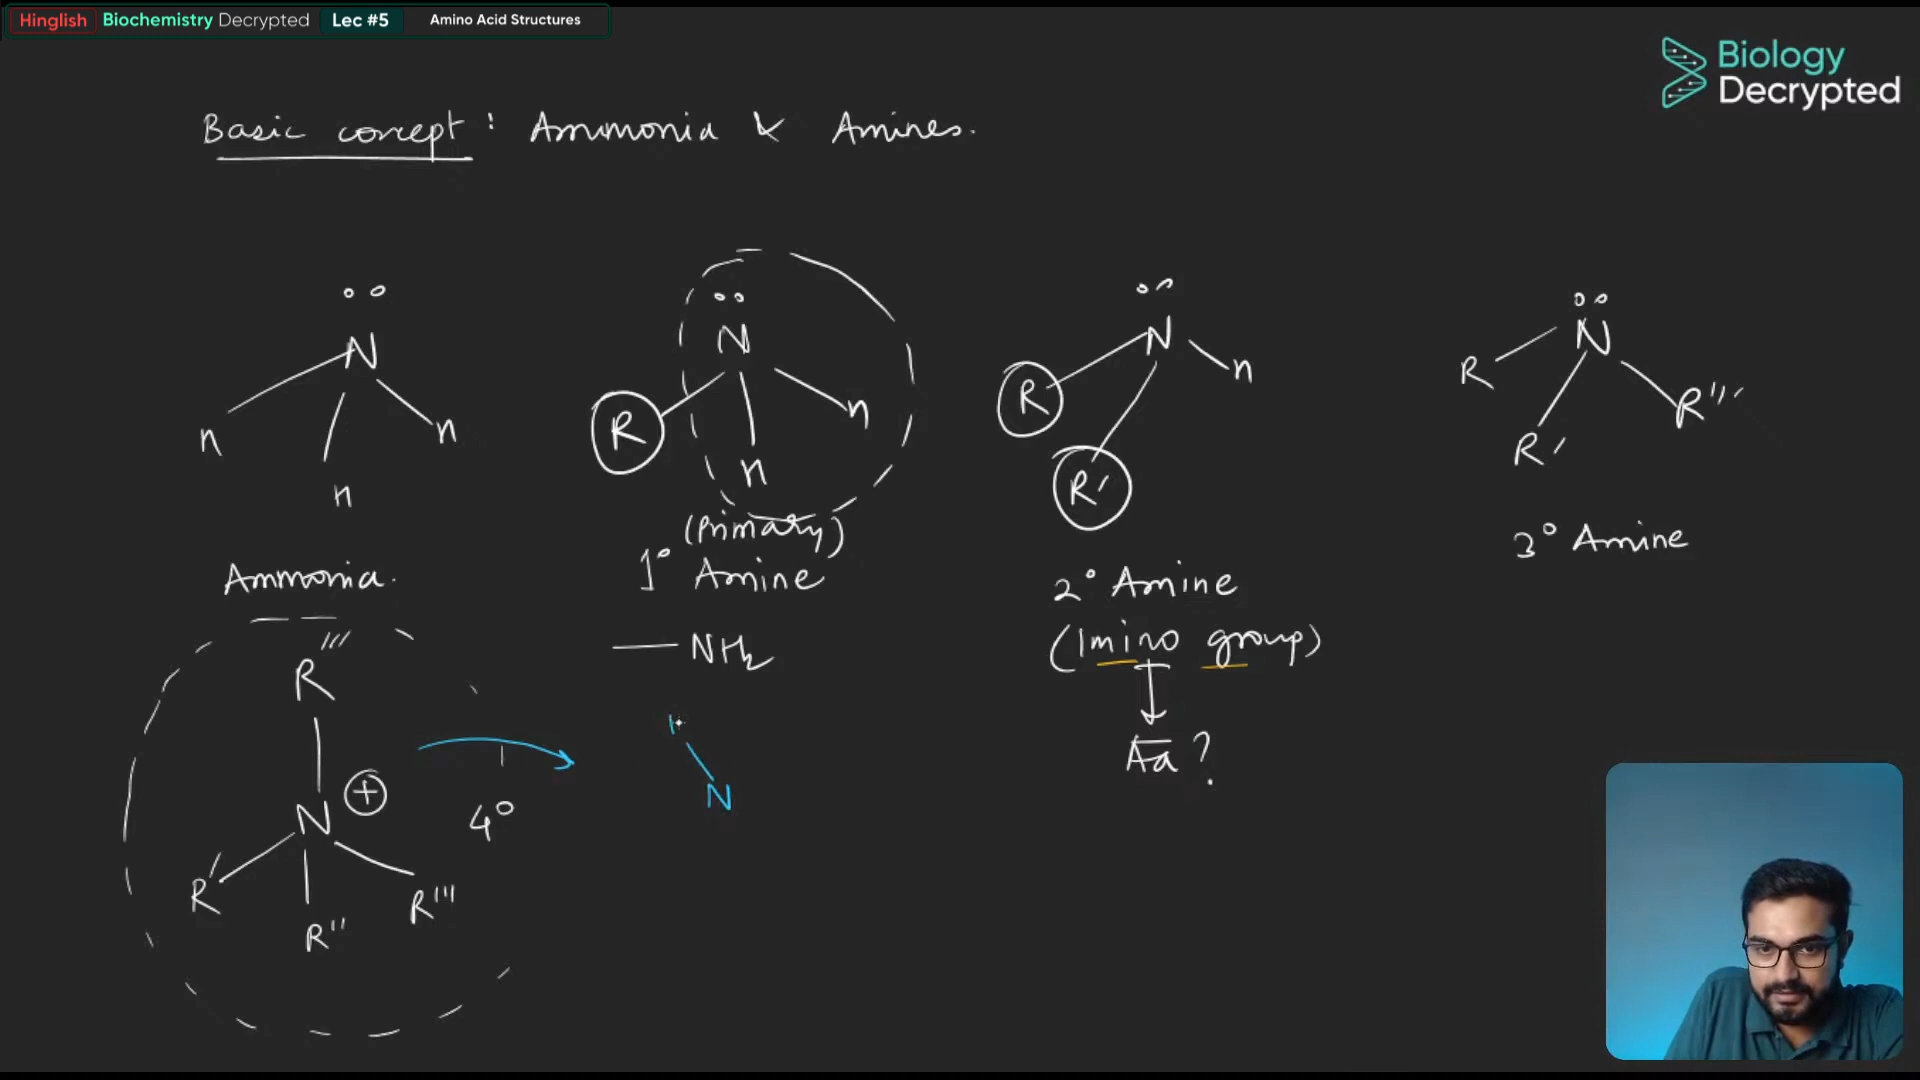 Hinglish Biochemistry Decrypted Lec #5 Amino Acid Structures
Biology
Decrypted
Basic concept : Ammonia & Amines.
N
H H
H
Ammonia.
N
R H
H
(Primary)
1° Amine
—NH2
N
R H
R'
2° Amine
(Imino group)
Aa ?
N
R R'''
R'
3° Amine
R'''
N +
R' R'''
R''
4°
N